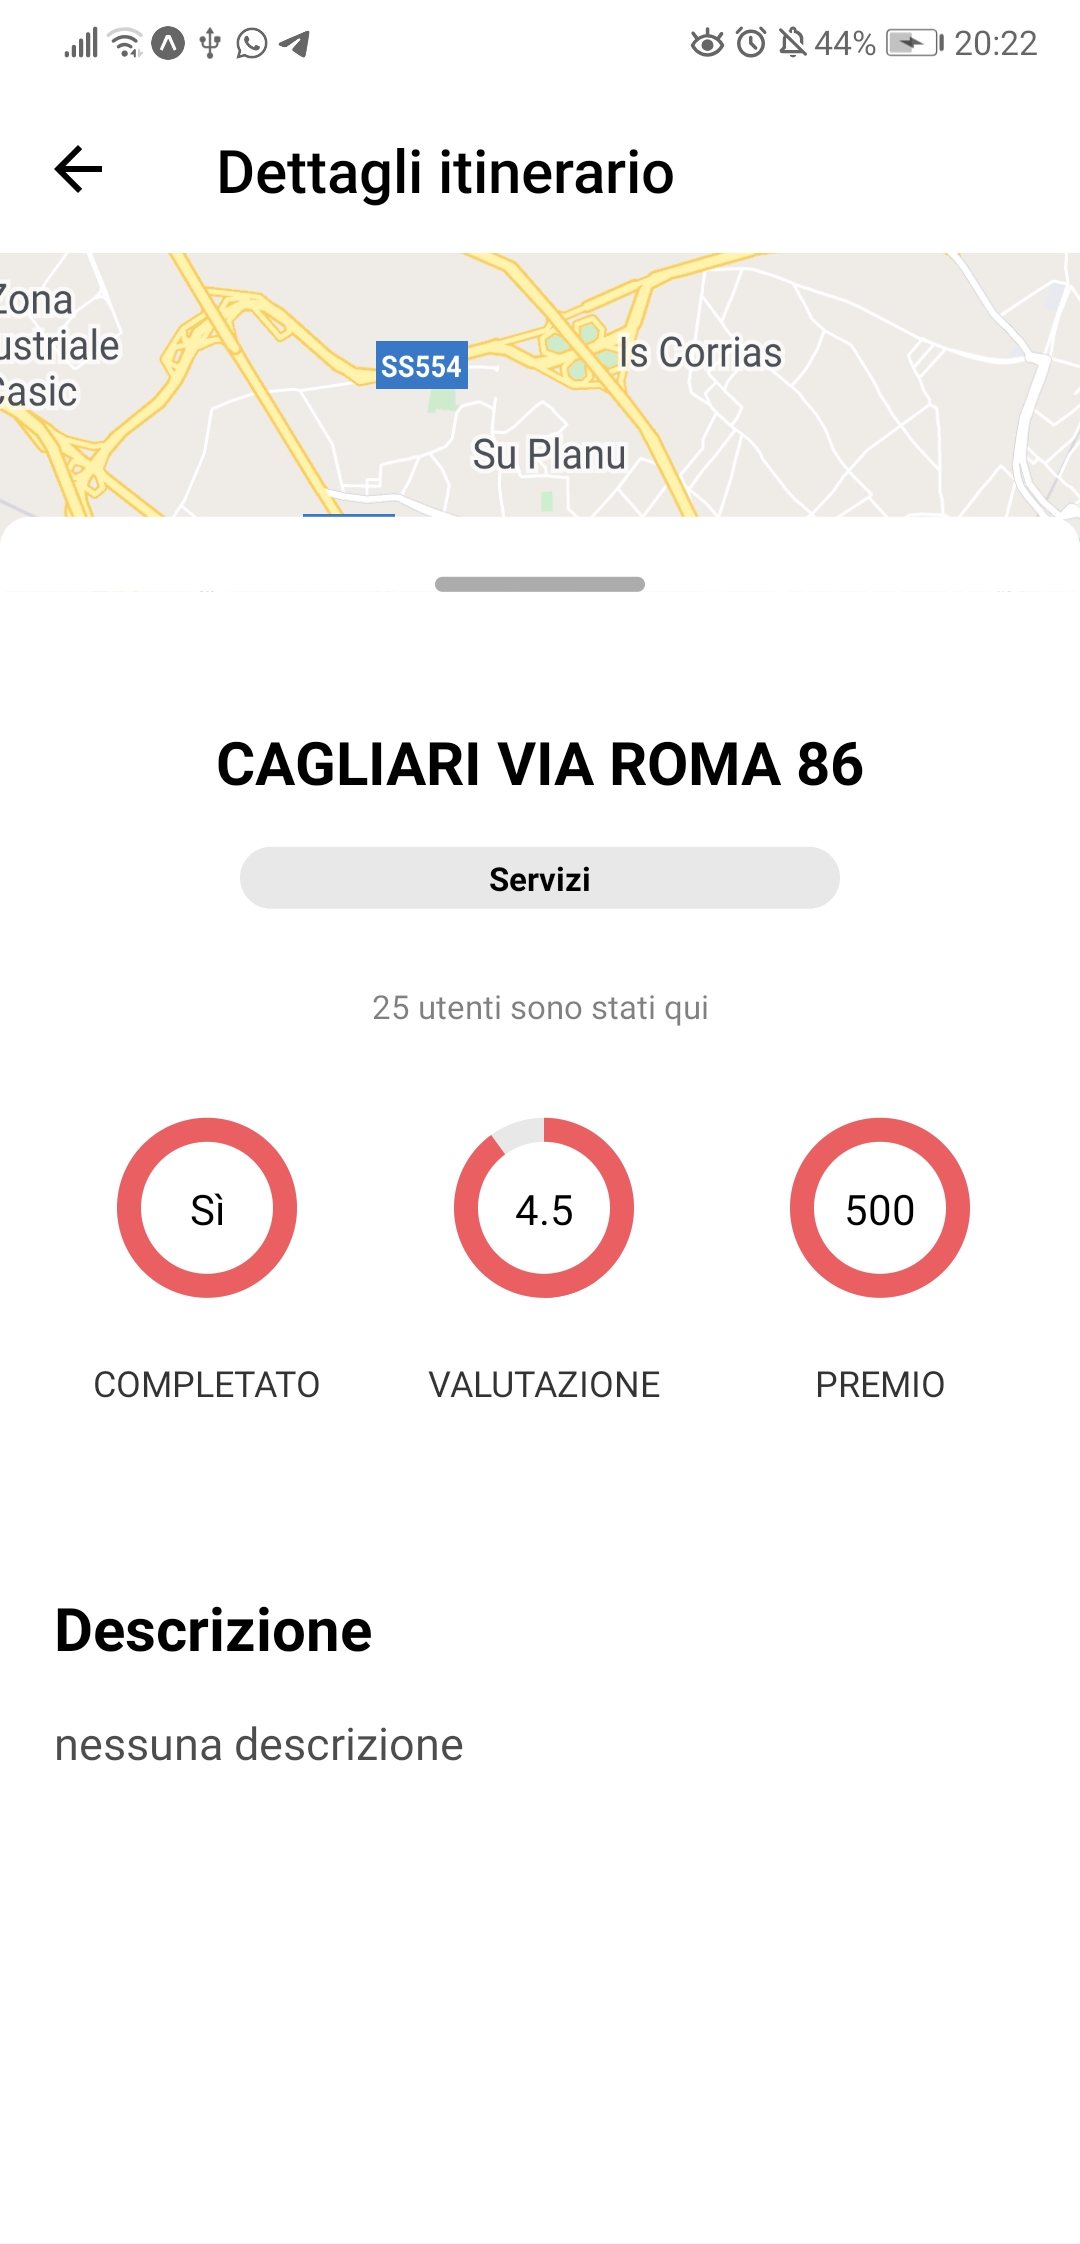 44% 20:22
Dettagli itinerario
Zona
ustriale
Casic
SS554
Is Corrias
Su Planu
CAGLIARI VIA ROMA 86
Servizi
25 utenti sono stati qui
Sì 4.5 500
COMPLETATO VALUTAZIONE PREMIO
Descrizione
nessuna descrizione